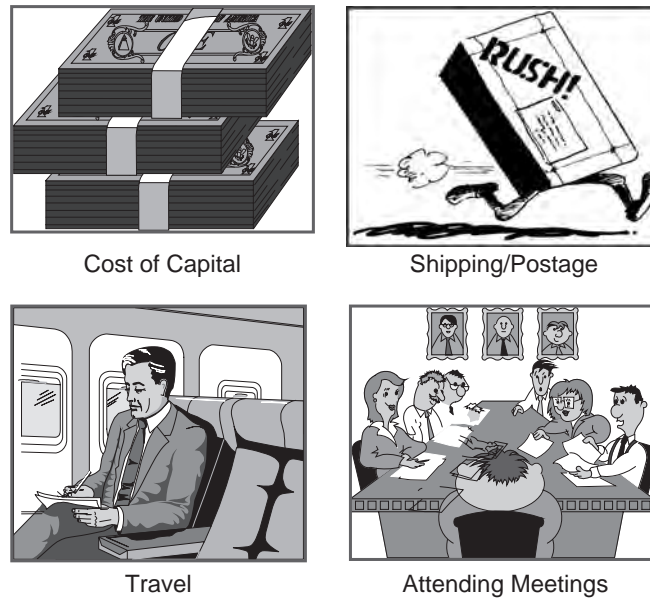 RUSH!
Cost of Capital
Shipping/Postage
Travel
Attending Meetings